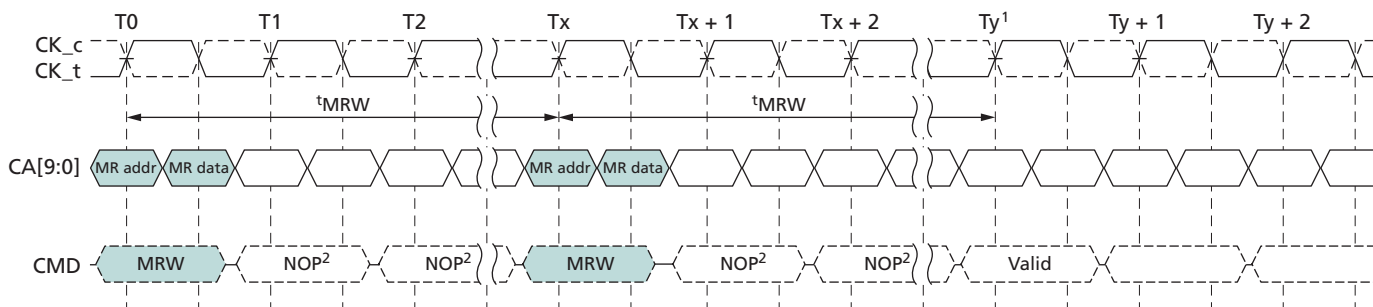 T0 T1 T2 Tx Tx + 1 Tx + 2 Ty¹ Ty + 1 Ty + 2
CK_c
CK_t
ᵗMRW ᵗMRW
CA[9:0] MR addr MR data MR addr MR data
CMD MRW NOP² NOP² MRW NOP² NOP² Valid